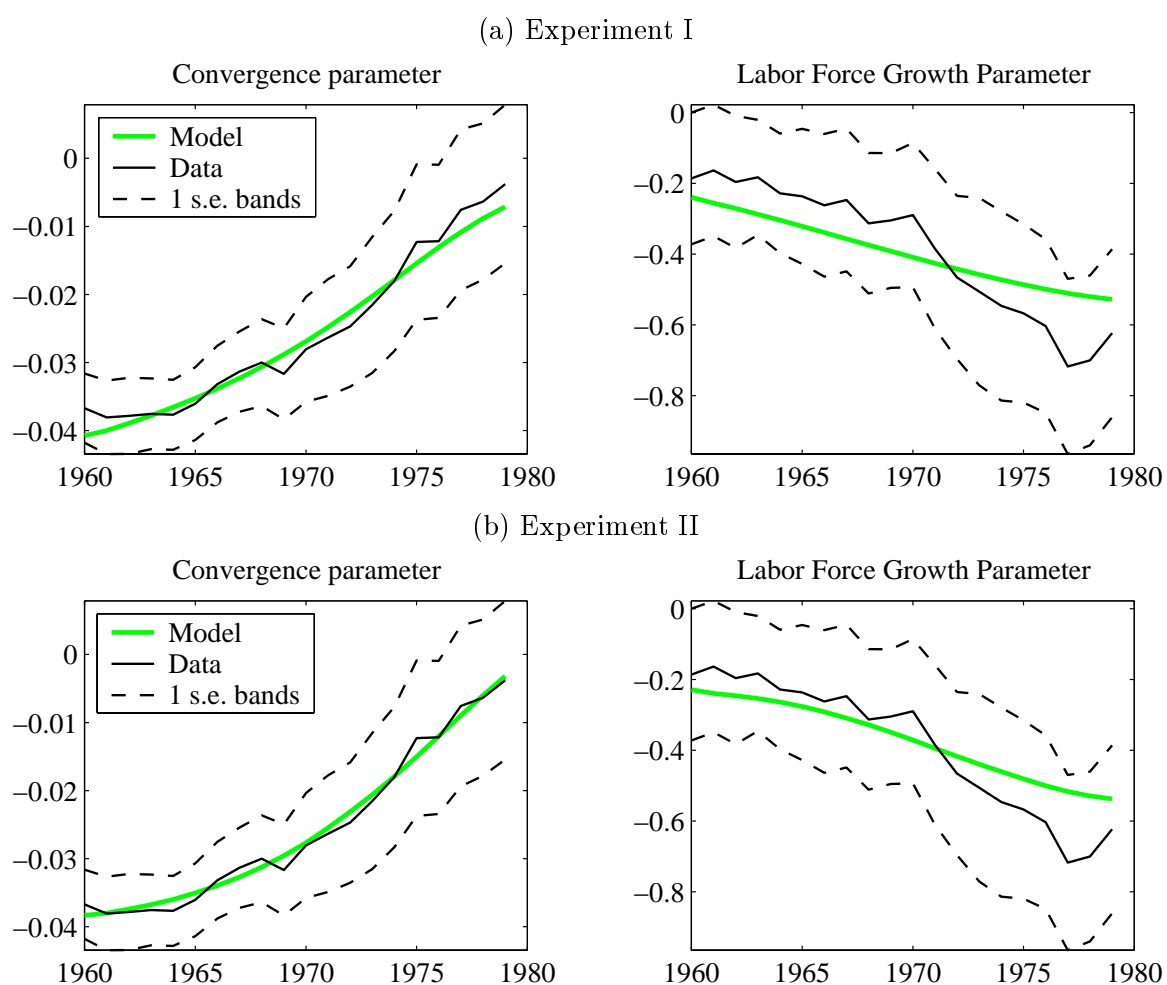 (a) Experiment I
Convergence parameter
Model
Data
1 s.e. bands
0
−0.01
−0.02
−0.03
−0.04
1960 1965 1970 1975 1980
Labor Force Growth Parameter
0
−0.2
−0.4
−0.6
−0.8
1960 1965 1970 1975 1980
(b) Experiment II
Convergence parameter
Model
Data
1 s.e. bands
0
−0.01
−0.02
−0.03
−0.04
1960 1965 1970 1975 1980
Labor Force Growth Parameter
0
−0.2
−0.4
−0.6
−0.8
1960 1965 1970 1975 1980